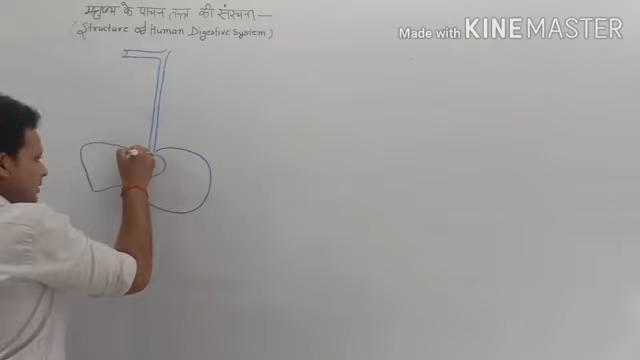 मनुष्य के पाचन तन्त्र की संरचना —
(Structure of Human Digestive System)
Made with KINEMASTER